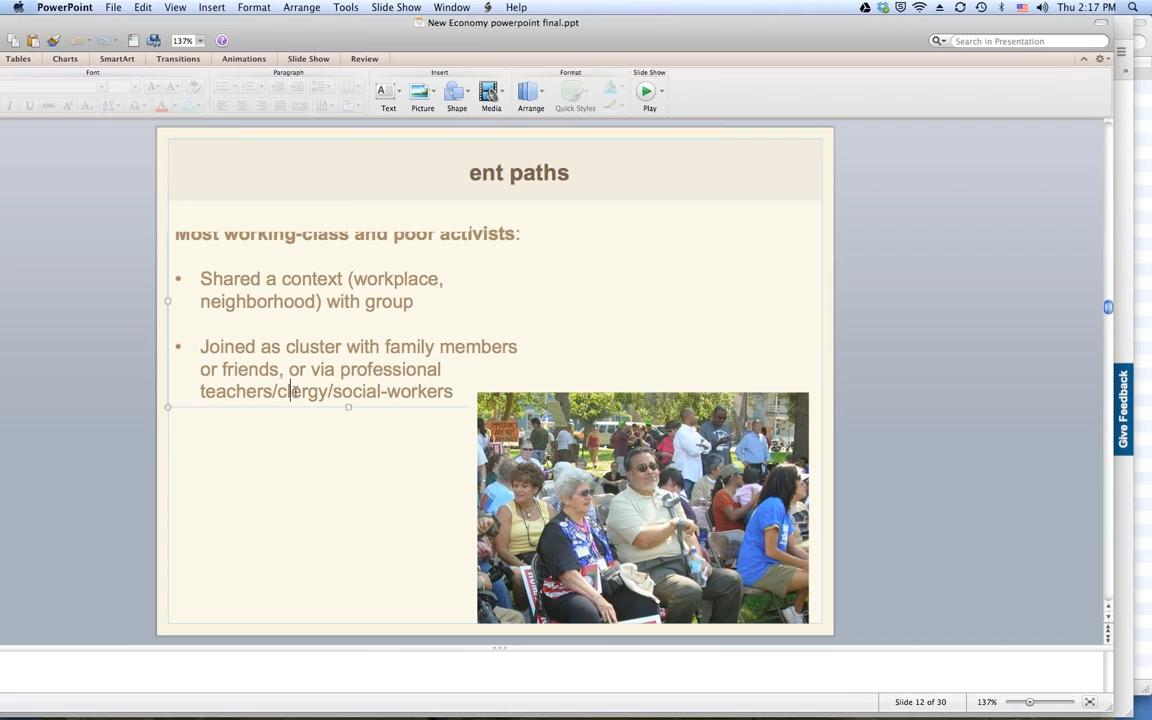 PowerPoint File Edit View Insert Format Arrange Tools Slide Show Window Help Thu 2:17 PM
New Economy powerpoint final.ppt
137% Search in Presentation
Tables Charts SmartArt Transitions Animations Slide Show Review
Font Paragraph Insert Format Slide Show
Text Picture Shape Media Arrange Quick Styles Play
ent paths
Most working-class and poor activists:
• Shared a context (workplace,
neighborhood) with group
• Joined as cluster with family members
or friends, or via professional
teachers/clergy/social-workers
Give Feedback
Slide 12 of 30 137%